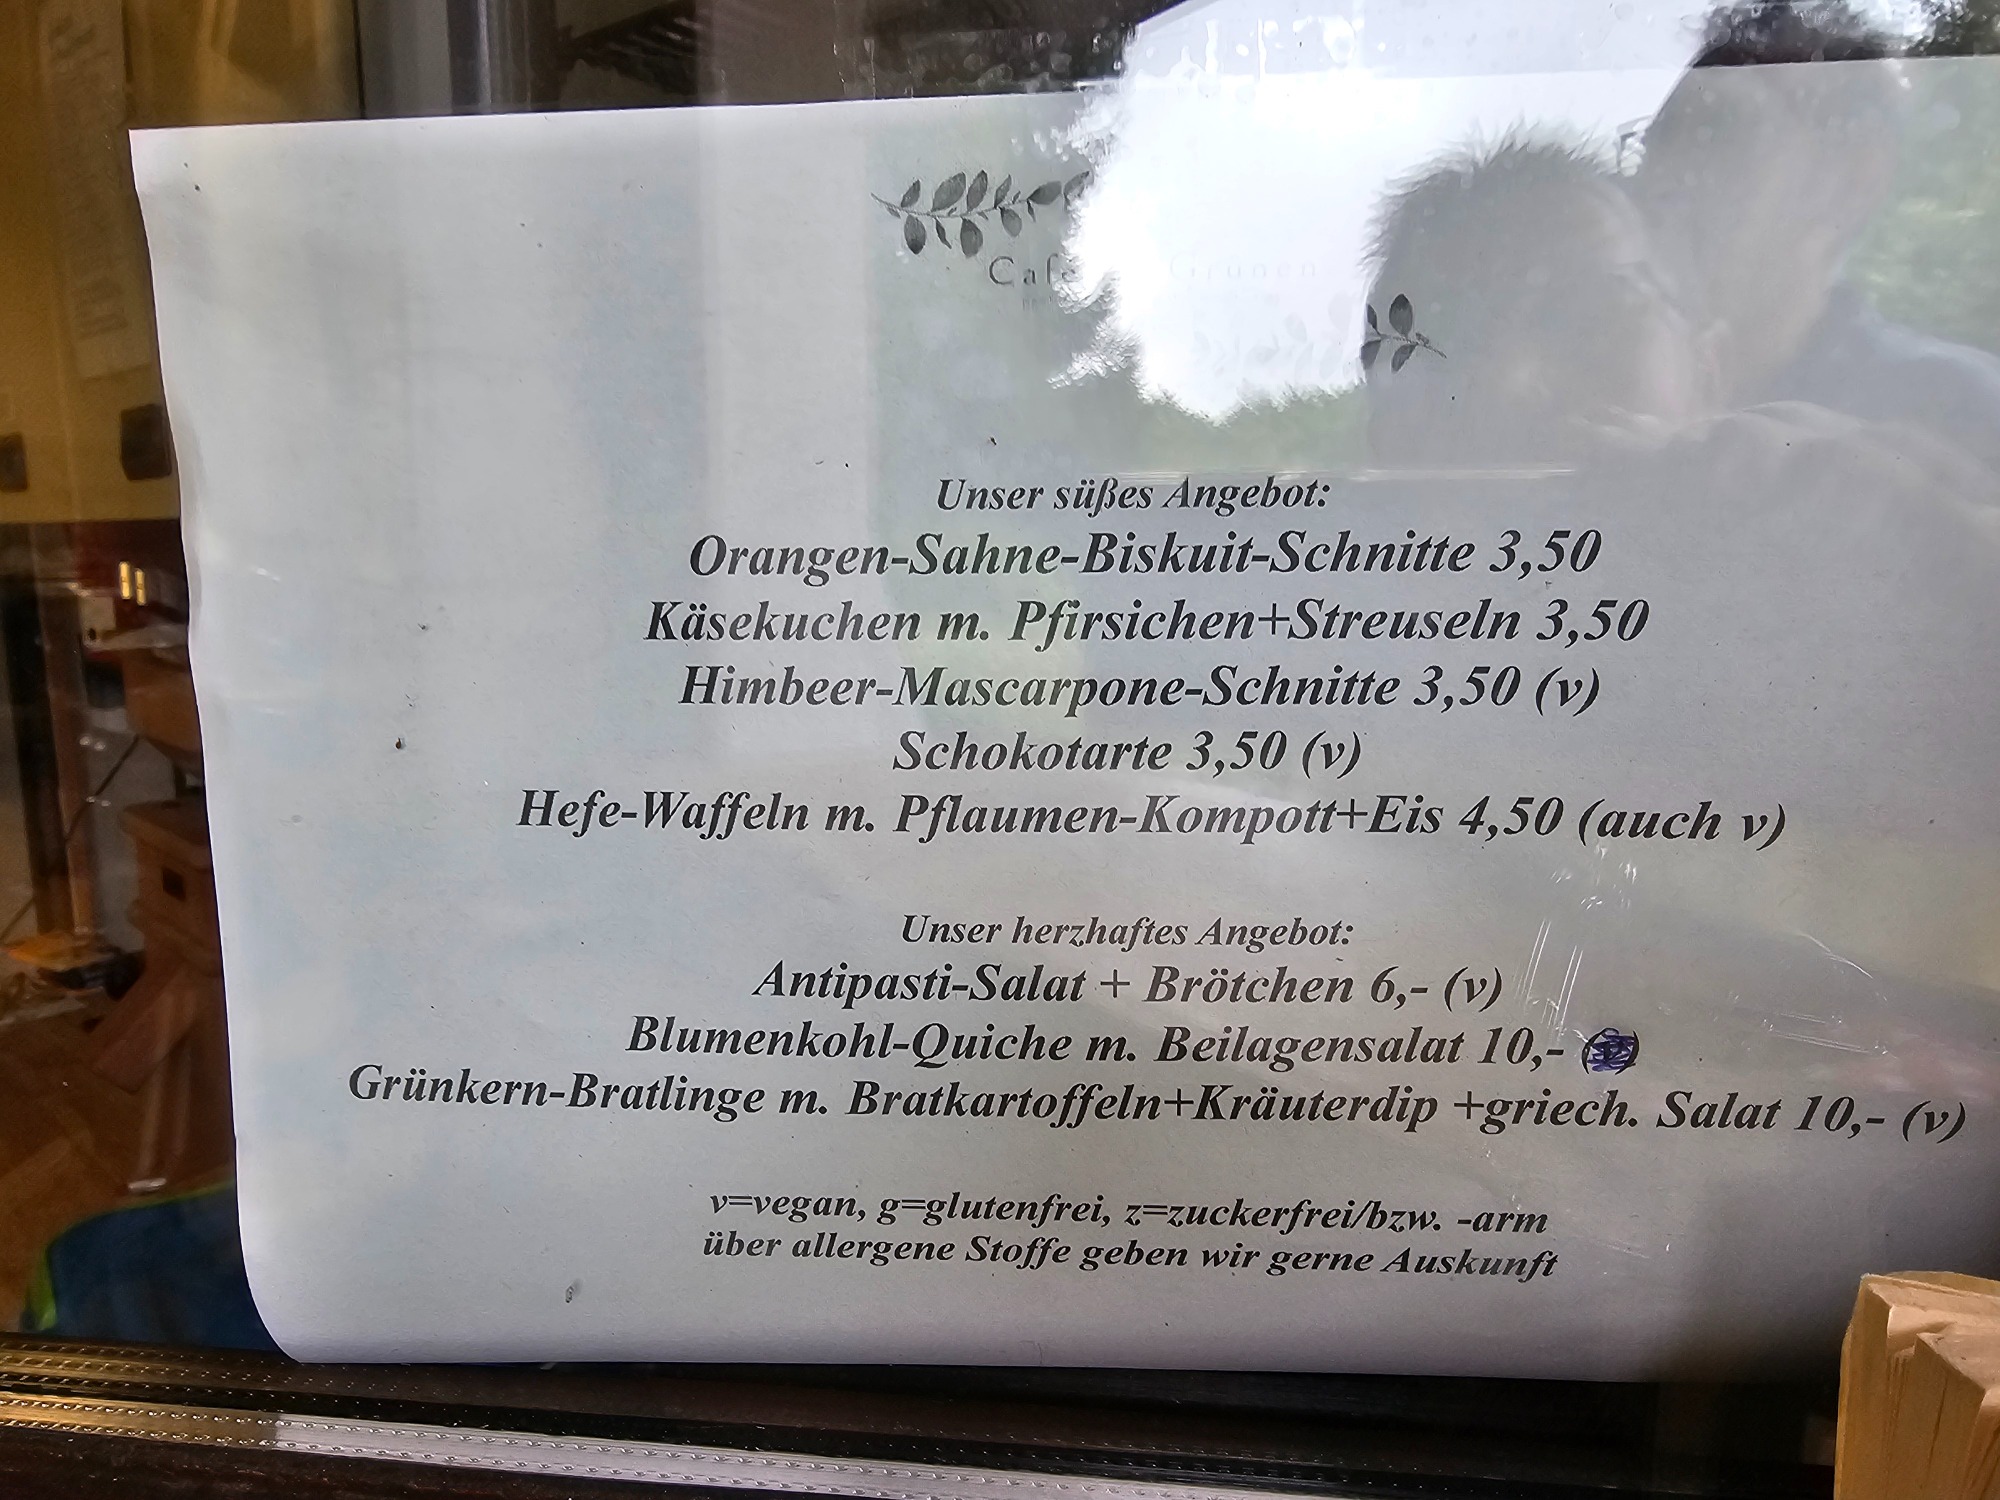 Café Grünen
Unser süßes Angebot:
Orangen-Sahne-Biskuit-Schnitte 3,50
Käsekuchen m. Pfirsichen+Streuseln 3,50
Himbeer-Mascarpone-Schnitte 3,50 (v)
Schokotarte 3,50 (v)
Hefe-Waffeln m. Pflaumen-Kompott+Eis 4,50 (auch v)
Unser herzhaftes Angebot:
Antipasti-Salat + Brötchen 6,- (v)
Blumenkohl-Quiche m. Beilagensalat 10,-
Grünkern-Bratlinge m. Bratkartoffeln+Kräuterdip +griech. Salat 10,- (v)
v=vegan, g=glutenfrei, z=zuckerfrei/bzw. -arm
über allergene Stoffe geben wir gerne Auskunft